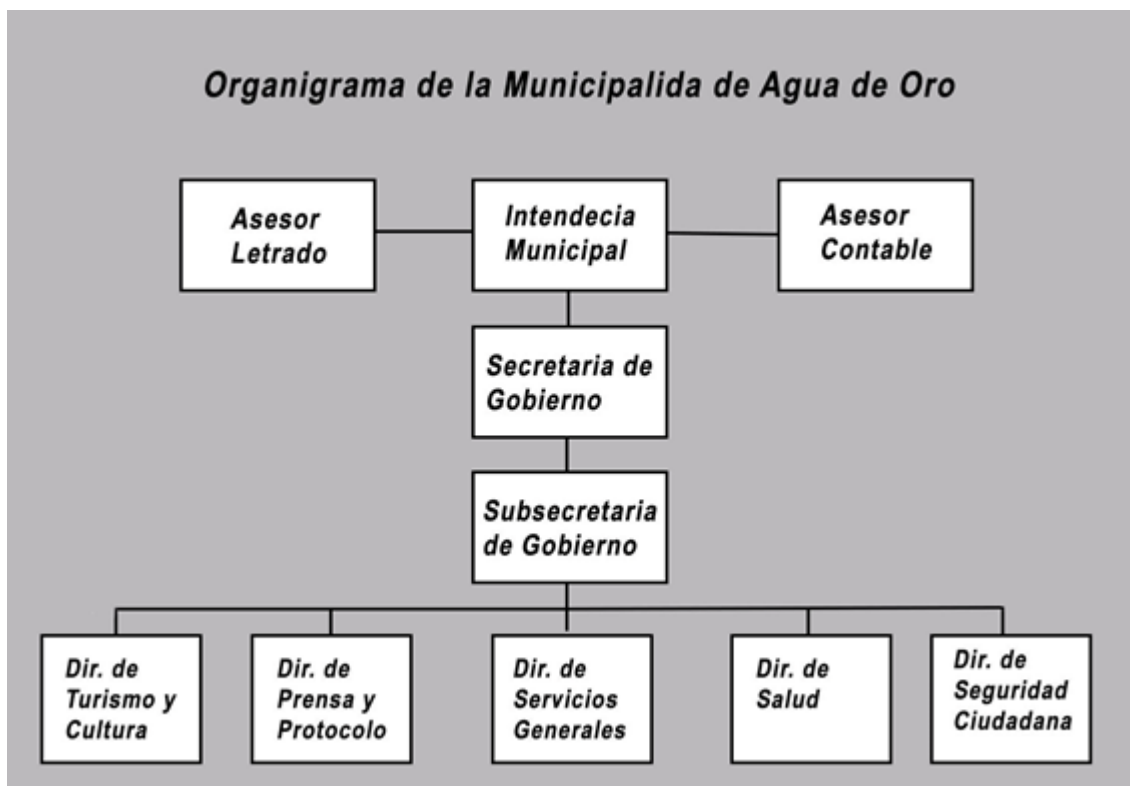 Organigrama de la Municipalida de Agua de Oro
Asesor
Letrado
Intendecia
Municipal
Asesor
Contable
Secretaria de
Gobierno
Subsecretaria
de Gobierno
Dir. de
Turismo y
Cultura
Dir. de
Prensa y
Protocolo
Dir. de
Servicios
Generales
Dir. de
Salud
Dir. de
Seguridad
Ciudadana